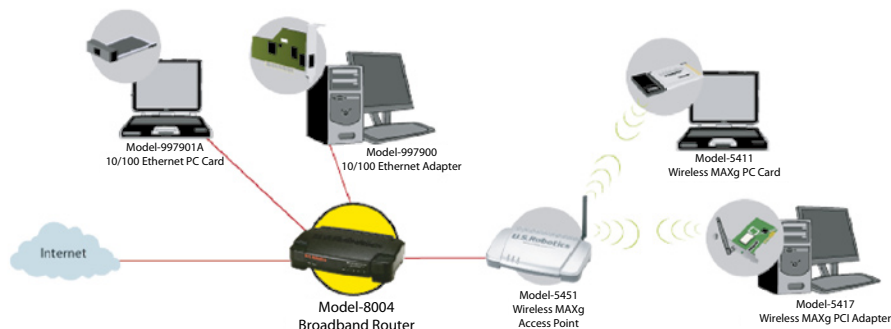 Model-997901A
10/100 Ethernet PC Card
Model-997900
10/100 Ethernet Adapter
Model-5411
Wireless MAXg PC Card
Internet
U.S.Robotics
Model-8004
Broadband Router
U.S.Robotics
Model-5451
Wireless MAXg
Access Point
Model-5417
Wireless MAXg PCI Adapter